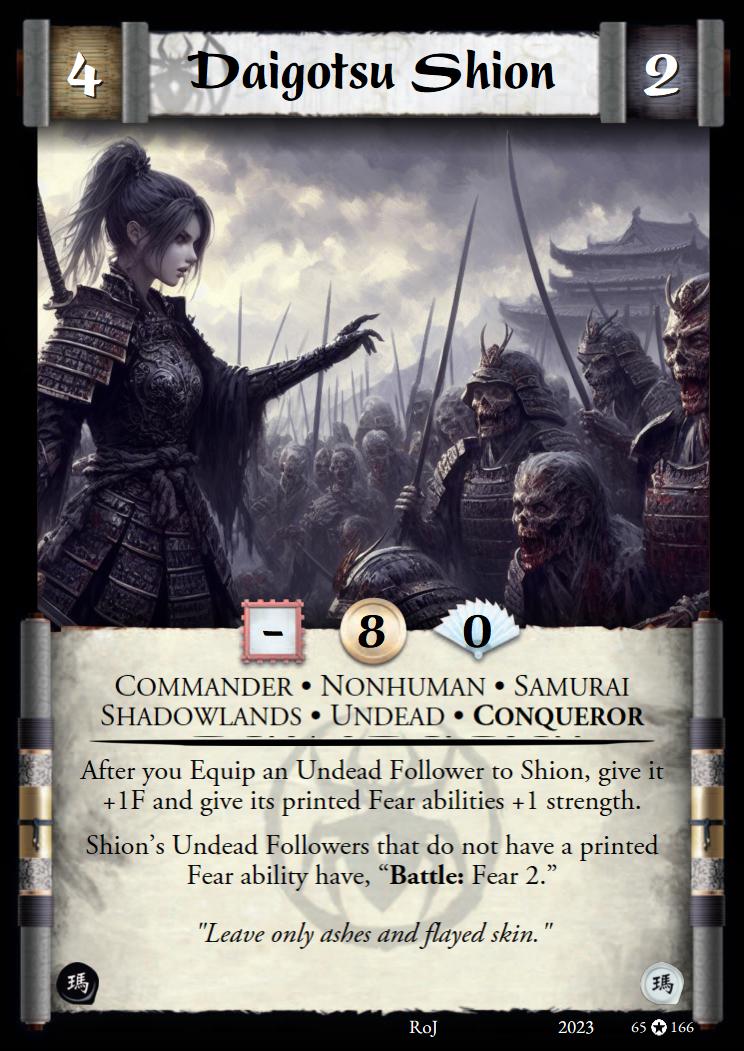 4 Daigotsu Shion 2
- 8 0
COMMANDER • NONHUMAN • SAMURAI
SHADOWLANDS • UNDEAD • CONQUEROR
After you Equip an Undead Follower to Shion, give it
+1F and give its printed Fear abilities +1 strength.
Shion's Undead Followers that do not have a printed
Fear ability have, “Battle: Fear 2.”
"Leave only ashes and flayed skin."
瑪 瑪
RoJ 2023 65 ✪ 166